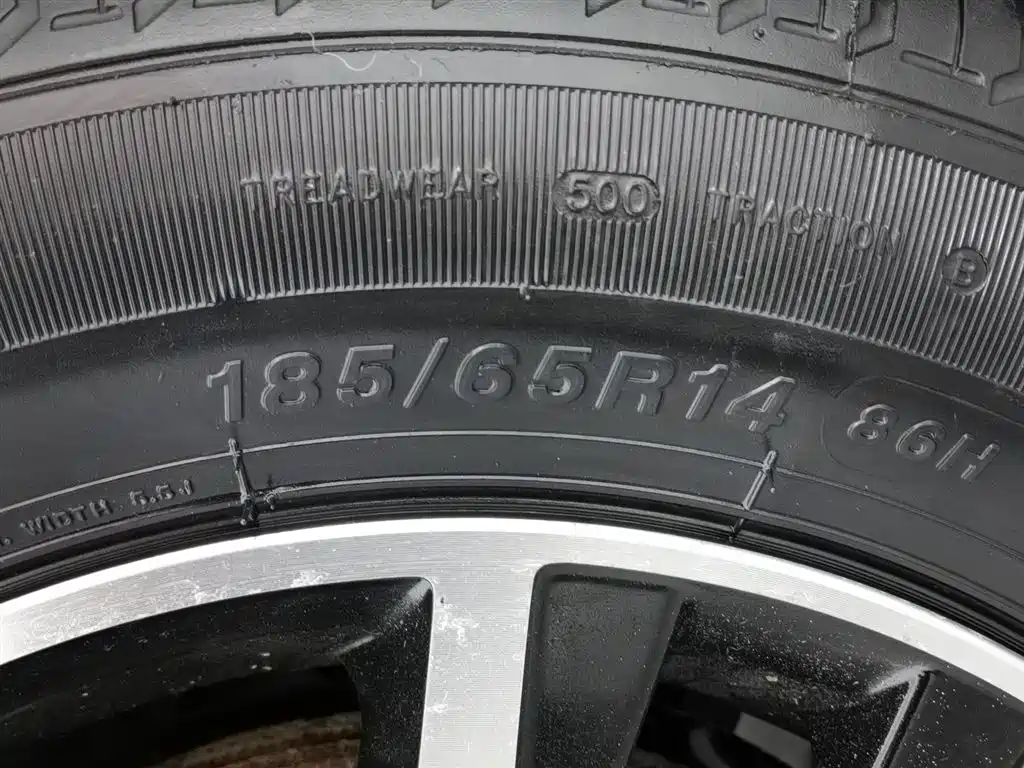 TREADWEAR 500 TRACTION B
185/65R14 86H
. WIDTH 5.5J